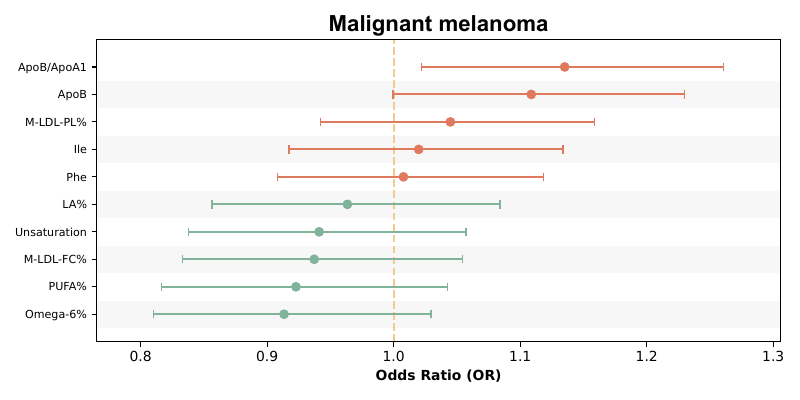 Malignant melanoma
ApoB/ApoA1
ApoB
M-LDL-PL%
Ile
Phe
LA%
Unsaturation
M-LDL-FC%
PUFA%
Omega-6%
0.8 0.9 1.0 1.1 1.2 1.3
Odds Ratio (OR)